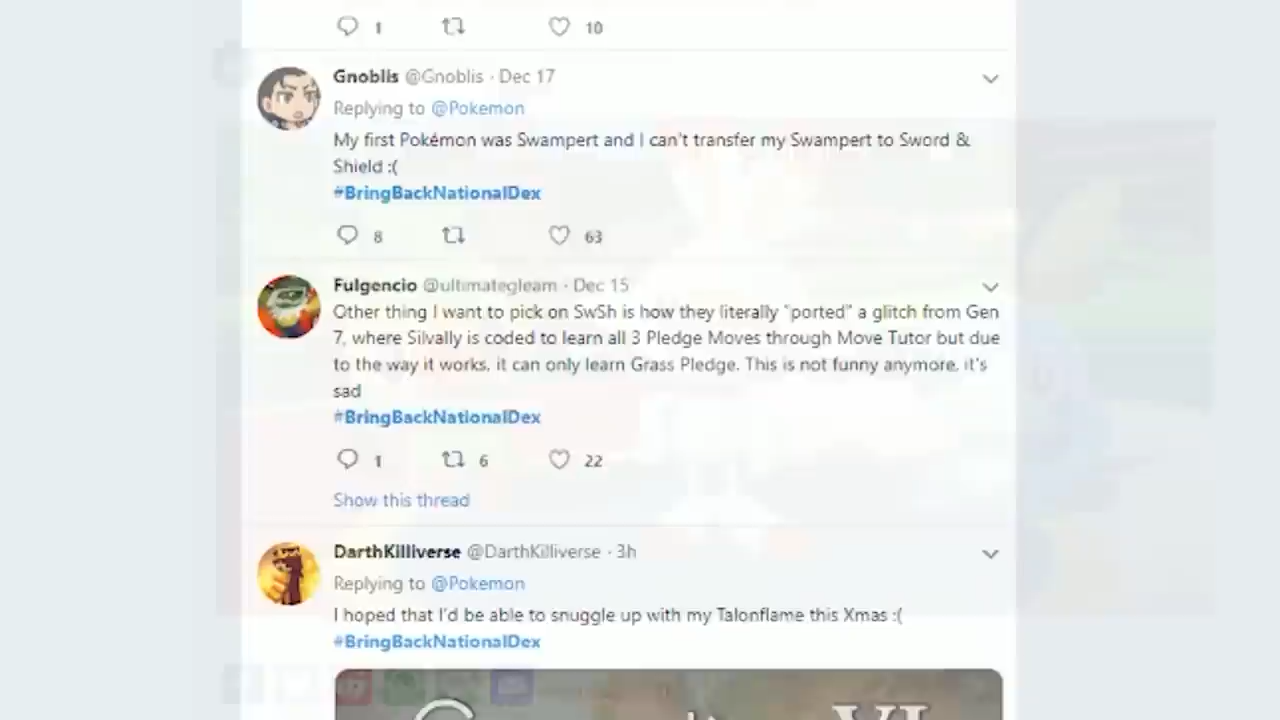 1 10
Gnoblis @Gnoblis · Dec 17
Replying to @Pokemon
My first Pokémon was Swampert and I can't transfer my Swampert to Sword &
Shield :(
#BringBackNationalDex
8 63
Fulgencio @ultimategleam · Dec 15
Other thing I want to pick on SwSh is how they literally "ported" a glitch from Gen
7, where Silvally is coded to learn all 3 Pledge Moves through Move Tutor but due
to the way it works, it can only learn Grass Pledge. This is not funny anymore, it's
sad
#BringBackNationalDex
1 6 22
Show this thread
DarthKilliverse @DarthKilliverse · 3h
Replying to @Pokemon
I hoped that I'd be able to snuggle up with my Talonflame this Xmas :(
#BringBackNationalDex